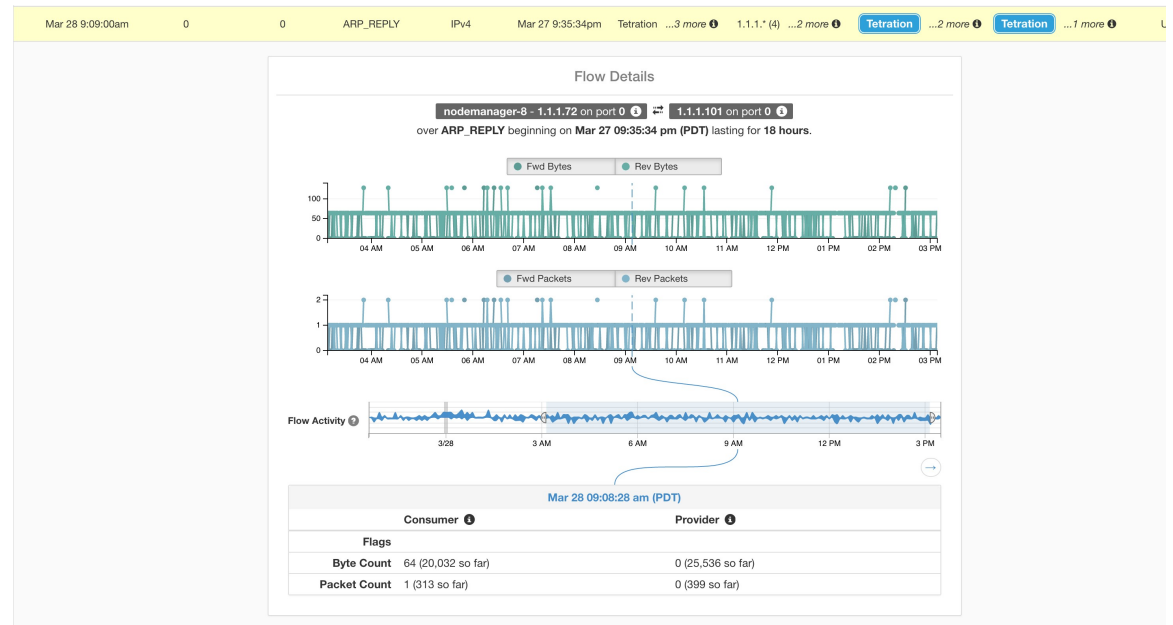 Mar 28 9:09:00am 0 0 ARP_REPLY IPv4 Mar 27 9:35:34pm Tetration ...3 more 1.1.1.* (4) ...2 more Tetration ...2 more Tetration ...1 more U
Flow Details
nodemanager-8 - 1.1.1.72 on port 0 1.1.1.101 on port 0
over ARP_REPLY beginning on Mar 27 09:35:34 pm (PDT) lasting for 18 hours.
Fwd Bytes Rev Bytes
100
50
0
04 AM 05 AM 06 AM 07 AM 08 AM 09 AM 10 AM 11 AM 12 PM 01 PM 02 PM 03 PM
Fwd Packets Rev Packets
2
1
0
04 AM 05 AM 06 AM 07 AM 08 AM 09 AM 10 AM 11 AM 12 PM 01 PM 02 PM 03 PM
Flow Activity ?
3/28 3 AM 6 AM 9 AM 12 PM 3 PM
Mar 28 09:08:28 am (PDT)
Consumer Provider
Flags
Byte Count 64 (20,032 so far) 0 (25,536 so far)
Packet Count 1 (313 so far) 0 (399 so far)